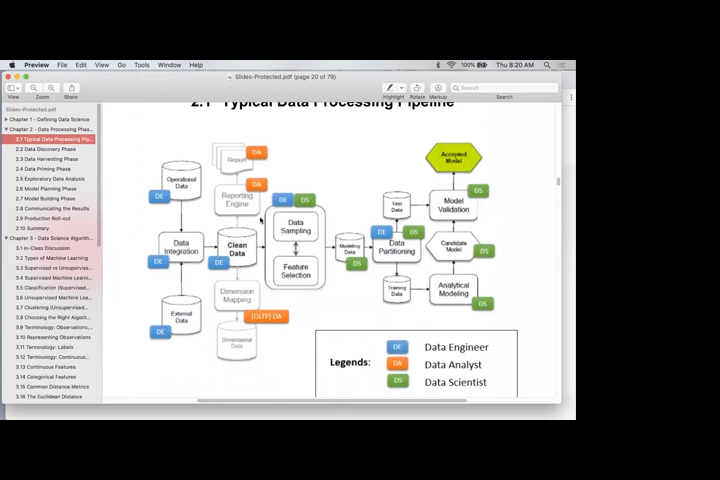 Preview File Edit View Go Tools Window Help
100% Thu 8:20 AM
Slides-Protected.pdf (page 20 of 79)
View Zoom Share Highlight Rotate Markup Search
Search
Slides-Protected.pdf
Chapter 1 - Defining Data Science
Chapter 2 - Data Processing Phas...
2.1 Typical Data Processing Pip...
2.2 Data Discovery Phase
2.3 Data Harvesting Phase
2.4 Data Priming Phase
2.5 Exploratory Data Analysis
2.6 Model Planning Phase
2.7 Model Building Phase
2.8 Communicating the Results
2.9 Production Roll-out
2.10 Summary
Chapter 3 - Data Science Algorith...
3.1 In-Class Discussion
3.2 Types of Machine Learning
3.3 Supervised vs Unsupervise...
3.4 Supervised Machine Learni...
3.5 Classification (Supervised...
3.6 Unsupervised Machine Lea...
3.7 Clustering (Unsupervised...
3.8 Choosing the Right Algorit...
3.9 Terminology: Observations,...
3.10 Representing Observations
3.11 Terminology: Labels
3.12 Terminology: Continuous...
3.13 Continuous Features
3.14 Categorical Features
3.15 Common Distance Metrics
3.16 The Euclidean Distance
2.1 Typical Data Processing Pipeline
Operational
Data
DE
Data
Integration
DE
External
Data
DE
Report
DA
Reporting
Engine
DA
Clean
Data
DE
Dimension
Mapping
(OLTP) DA
Dimensional
Data
DE DS
Data
Sampling
Feature
Selection
Modeling
Data
DS
Test
Data
DE DS
Data
Partitioning
Training
Data
Accepted
Model
Model
Validation
DS
Candidate
Model
DS
Analytical
Modeling
DS
Legends:
DE Data Engineer
DA Data Analyst
DS Data Scientist